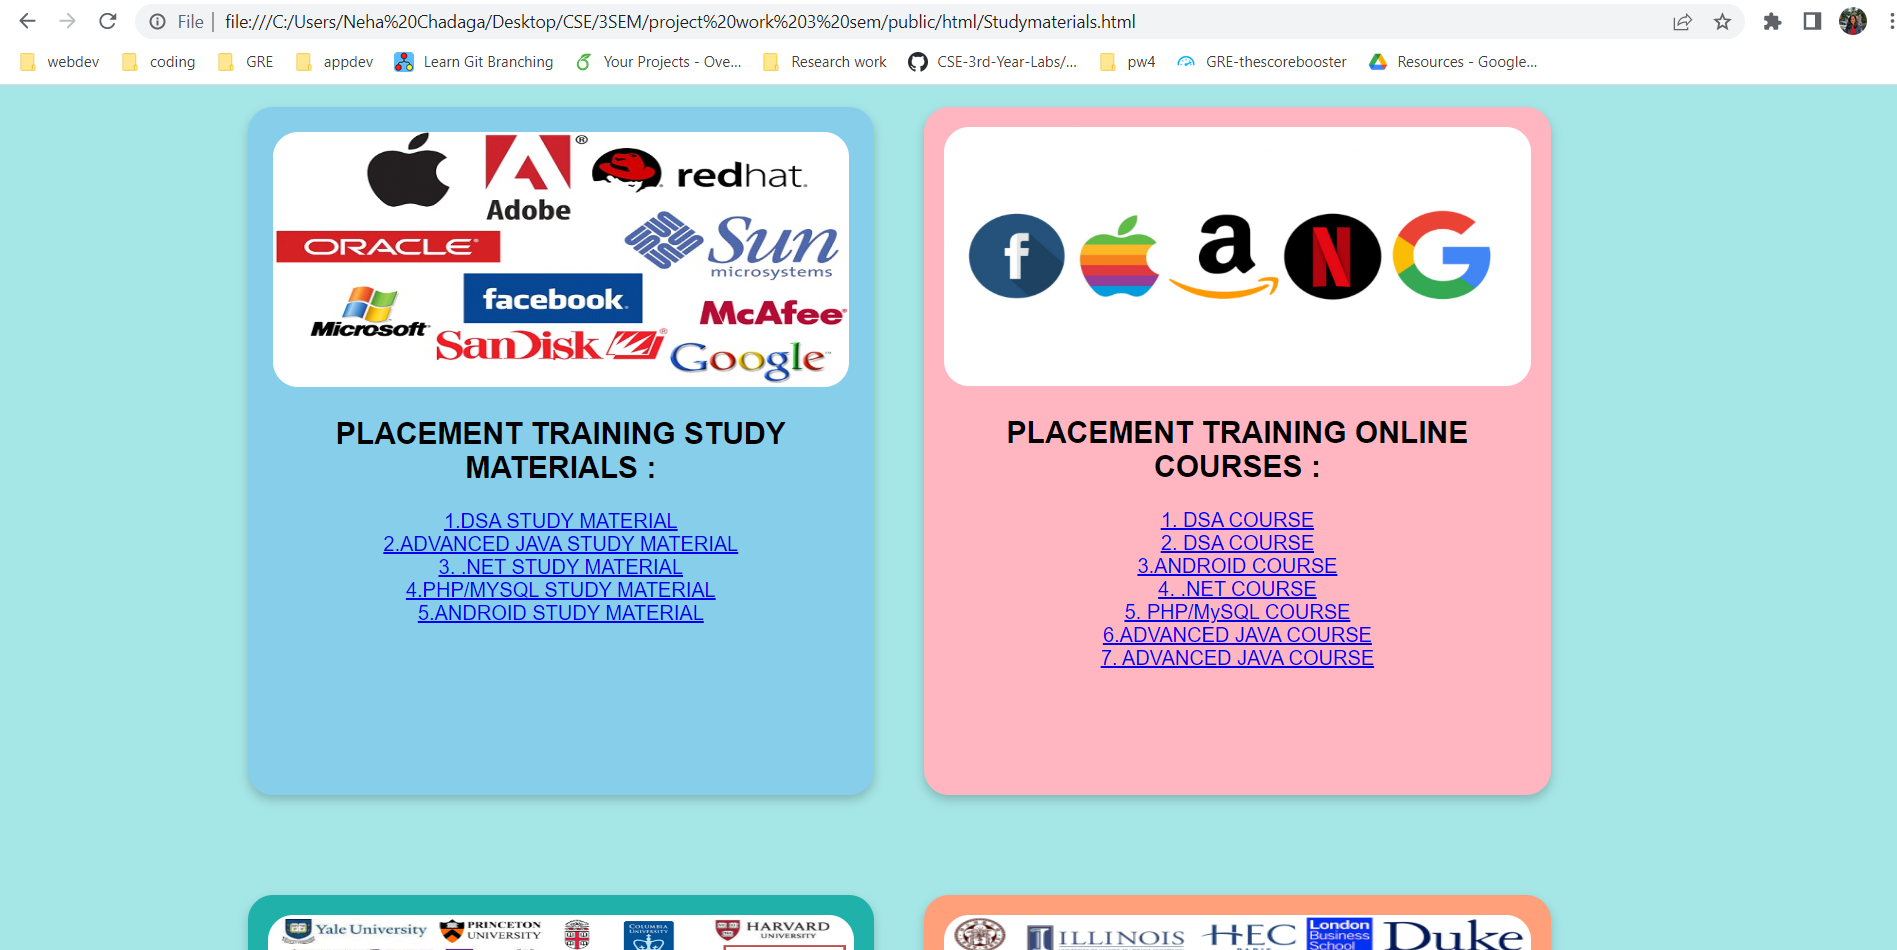 File file:///C:/Users/Neha%20Chadaga/Desktop/CSE/3SEM/project%20work%203%20sem/public/html/Studymaterials.html
webdev coding GRE appdev Learn Git Branching Your Projects - Ove... Research work CSE-3rd-Year-Labs/... pw4 GRE-thescorebooster Resources - Google...
Adobe
®
redhat.
ORACLE®
Sun
microsystems
Microsoft
facebook.
McAfee®
SanDisk®
Google™
f a N G
PLACEMENT TRAINING STUDY
MATERIALS :
1.DSA STUDY MATERIAL
2.ADVANCED JAVA STUDY MATERIAL
3. .NET STUDY MATERIAL
4.PHP/MYSQL STUDY MATERIAL
5.ANDROID STUDY MATERIAL
PLACEMENT TRAINING ONLINE
COURSES :
1. DSA COURSE
2. DSA COURSE
3.ANDROID COURSE
4. .NET COURSE
5. PHP/MySQL COURSE
6.ADVANCED JAVA COURSE
7. ADVANCED JAVA COURSE
Yale University
PRINCETON
UNIVERSITY
COLUMBIA
UNIVERSITY
HARVARD
UNIVERSITY
ILLINOIS
HEC
PARIS
London
Business
School
Duke